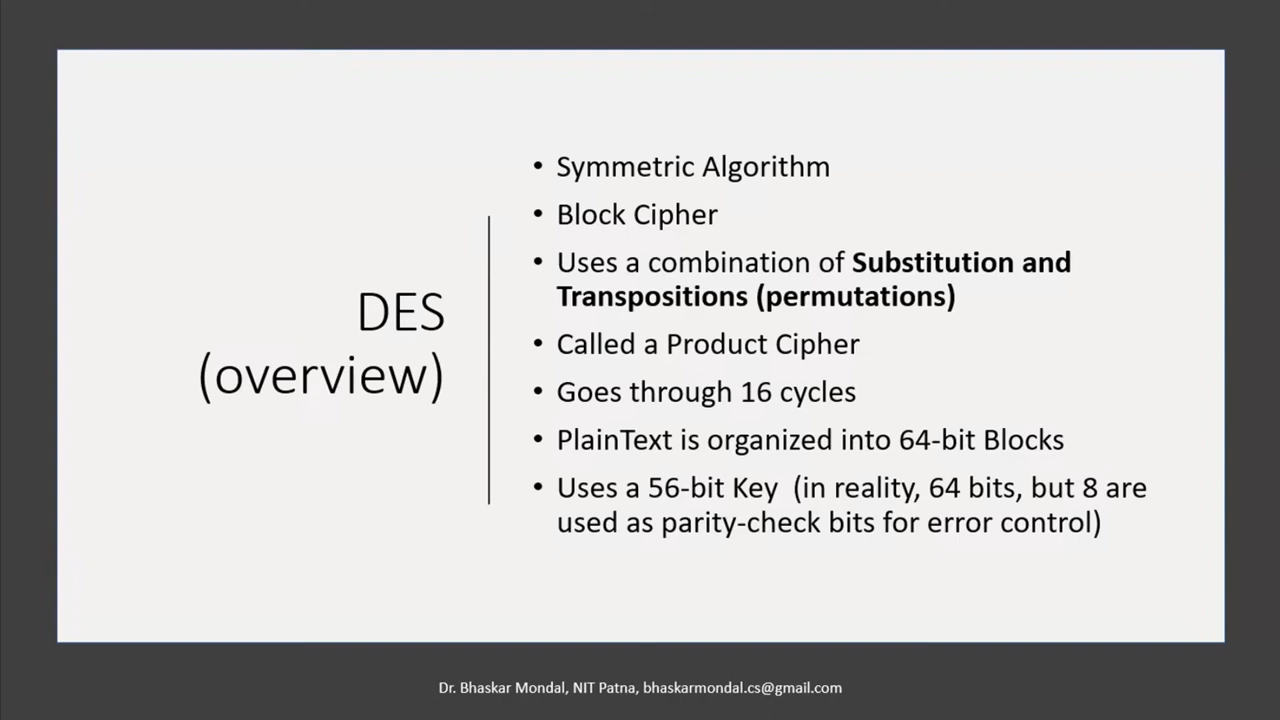 DES
(overview)
• Symmetric Algorithm
• Block Cipher
• Uses a combination of Substitution and
Transpositions (permutations)
• Called a Product Cipher
• Goes through 16 cycles
• PlainText is organized into 64-bit Blocks
• Uses a 56-bit Key  (in reality, 64 bits, but 8 are
used as parity-check bits for error control)
Dr. Bhaskar Mondal, NIT Patna, bhaskarmondal.cs@gmail.com